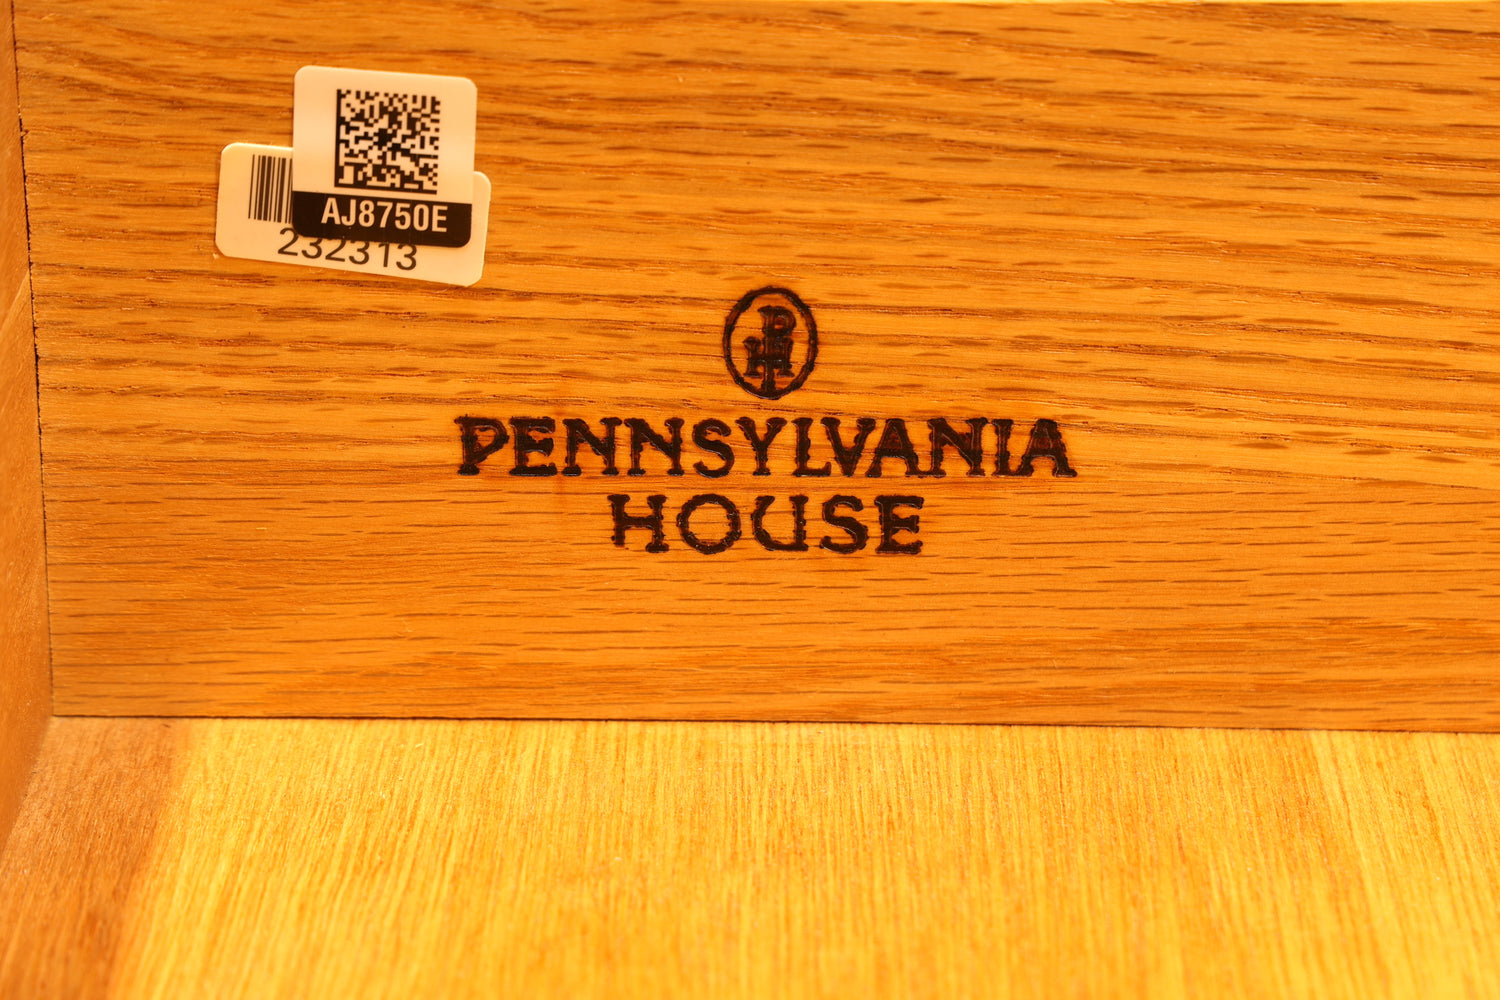 AJ8750E
232313
PH
PENNSYLVANIA
HOUSE